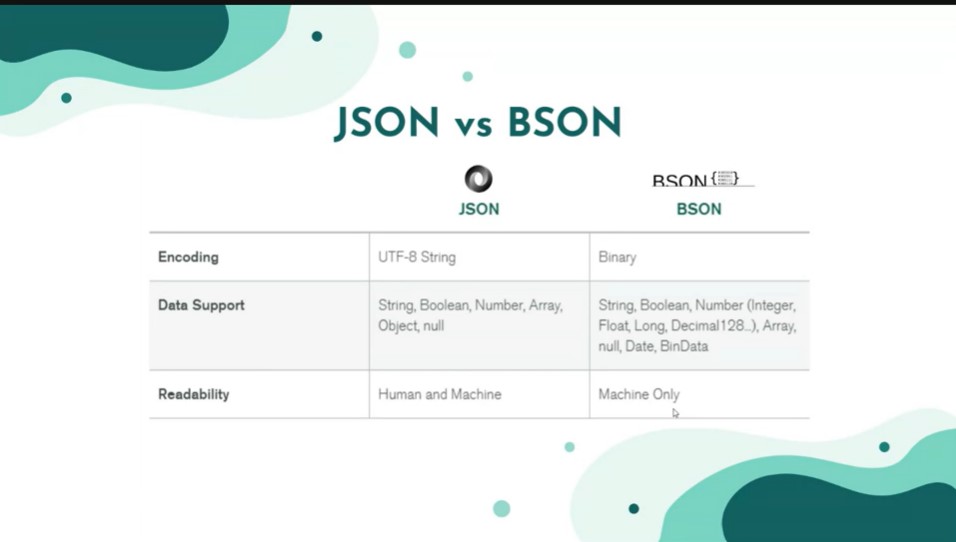 JSON vs BSON
BSON {}
JSON
BSON
Encoding
UTF-8 String
Binary
Data Support
String, Boolean, Number, Array,
Object, null
String, Boolean, Number (Integer,
Float, Long, Decimal128...), Array,
null, Date, BinData
Readability
Human and Machine
Machine Only